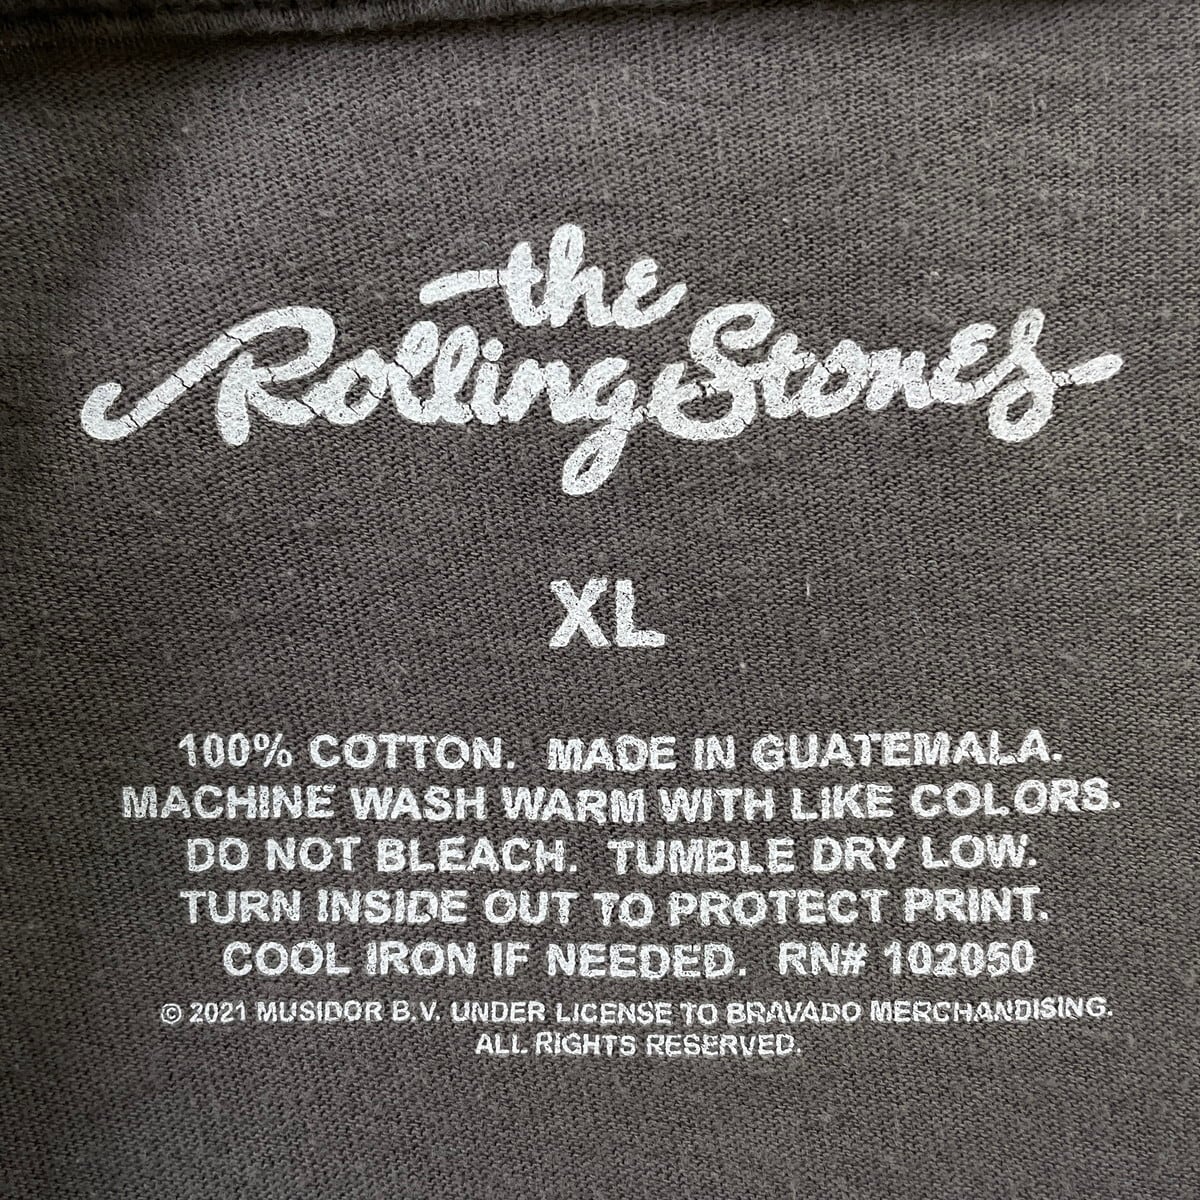 the
Rolling Stones
XL
100% COTTON. MADE IN GUATEMALA.
MACHINE WASH WARM WITH LIKE COLORS.
DO NOT BLEACH. TUMBLE DRY LOW.
TURN INSIDE OUT TO PROTECT PRINT.
COOL IRON IF NEEDED. RN# 102050
© 2021 MUSIDOR B.V. UNDER LICENSE TO BRAVADO MERCHANDISING.
ALL RIGHTS RESERVED.